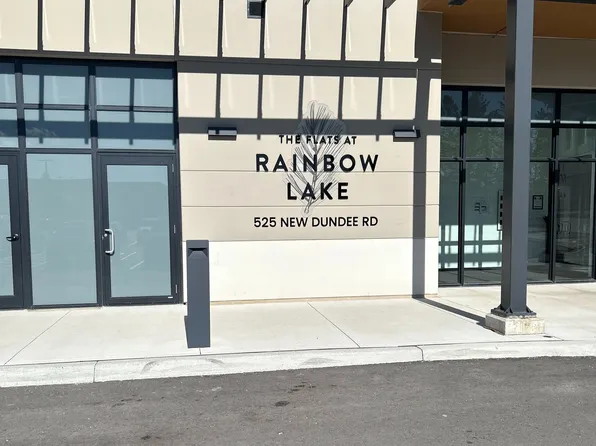 THE FLATS AT
RAINBOW
LAKE
525 NEW DUNDEE RD